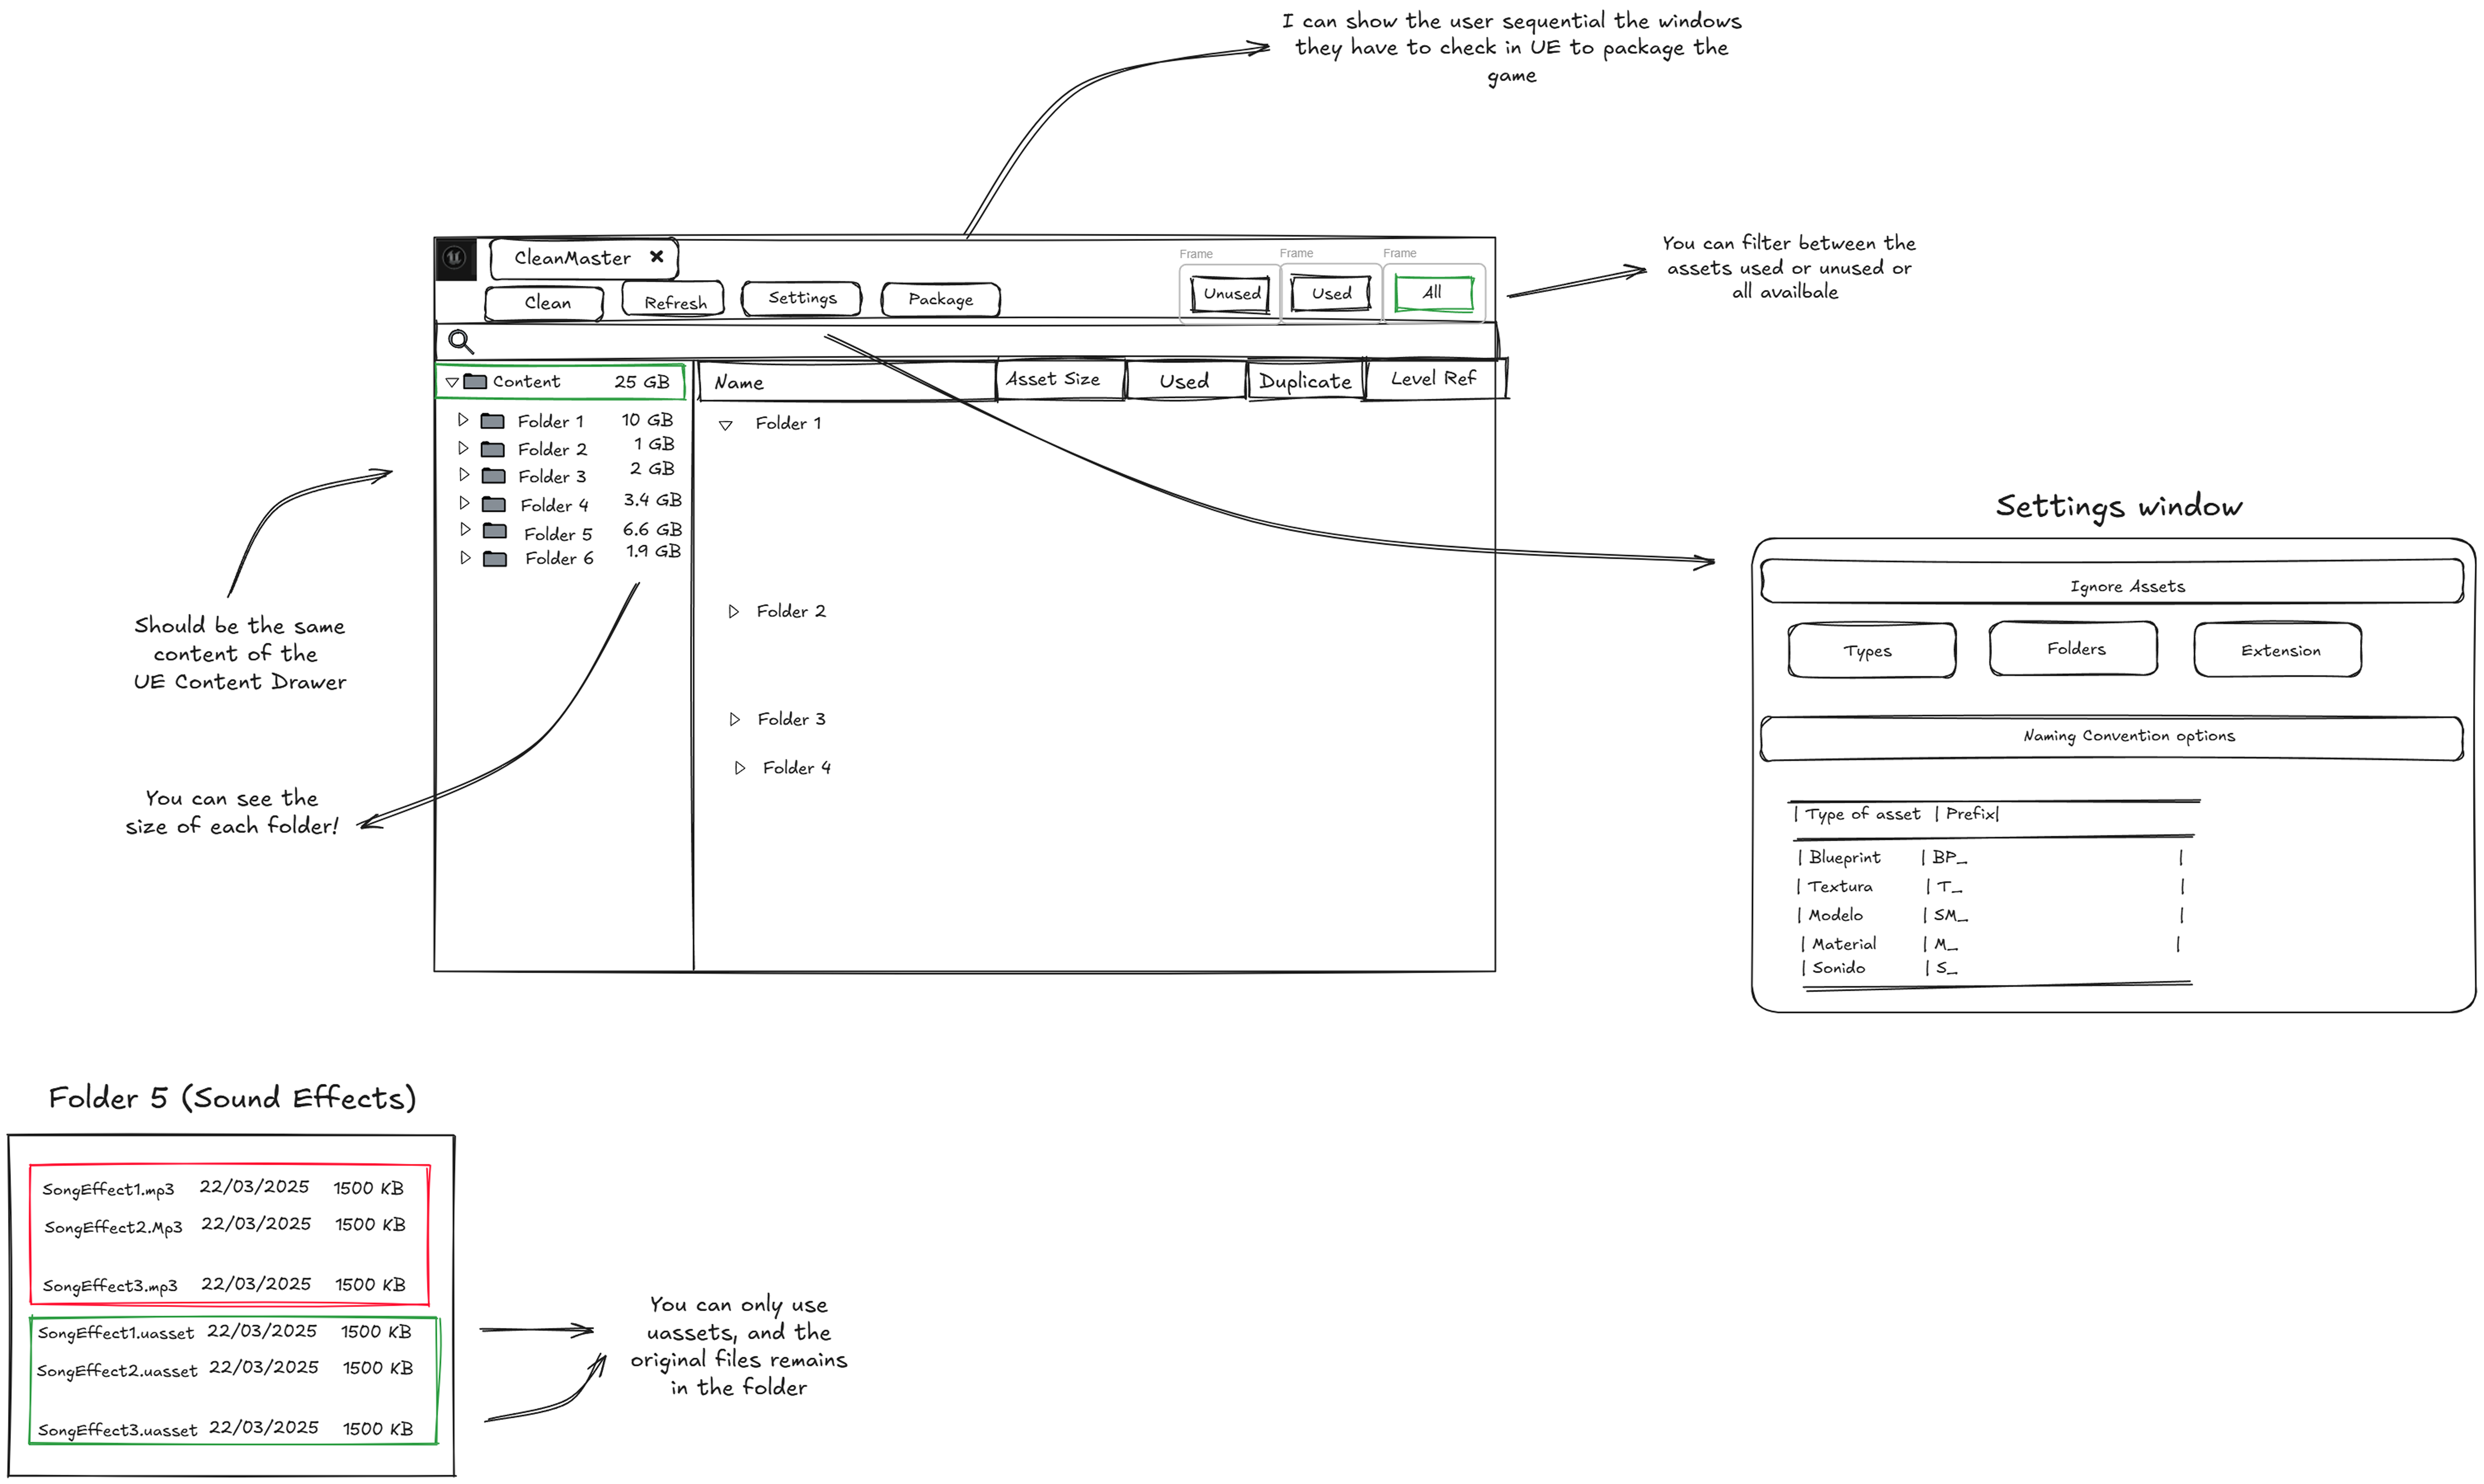 I can show the user sequential the windows
they have to check in UE to package the
game
You can filter between the
assets used or unused or
all availbale
CleanMaster
Frame
Frame
Frame
Clean
Refresh
Settings
Package
Unused
Used
All
Content 25 GB
Folder 1 10 GB
Folder 2 1 GB
Folder 3 2 GB
Folder 4 3.4 GB
Folder 5 6.6 GB
Folder 6 1.9 GB
Name
Asset Size
Used
Duplicate
Level Ref
Folder 1
Folder 2
Folder 3
Folder 4
Should be the same
content of the
UE Content Drawer
You can see the
size of each folder!
Settings window
Ignore Assets
Types
Folders
Extension
Naming Convention options
| Type of asset | Prefix|
| Blueprint | BP_ |
| Textura | T_ |
| Modelo | SM_ |
| Material | M_ |
| Sonido | S_
Folder 5 (Sound Effects)
SongEffect1.mp3 22/03/2025 1500 KB
SongEffect2.Mp3 22/03/2025 1500 KB
SongEffect3.mp3 22/03/2025 1500 KB
SongEffect1.uasset 22/03/2025 1500 KB
SongEffect2.uasset 22/03/2025 1500 KB
SongEffect3.uasset 22/03/2025 1500 KB
You can only use
uassets, and the
original files remains
in the folder